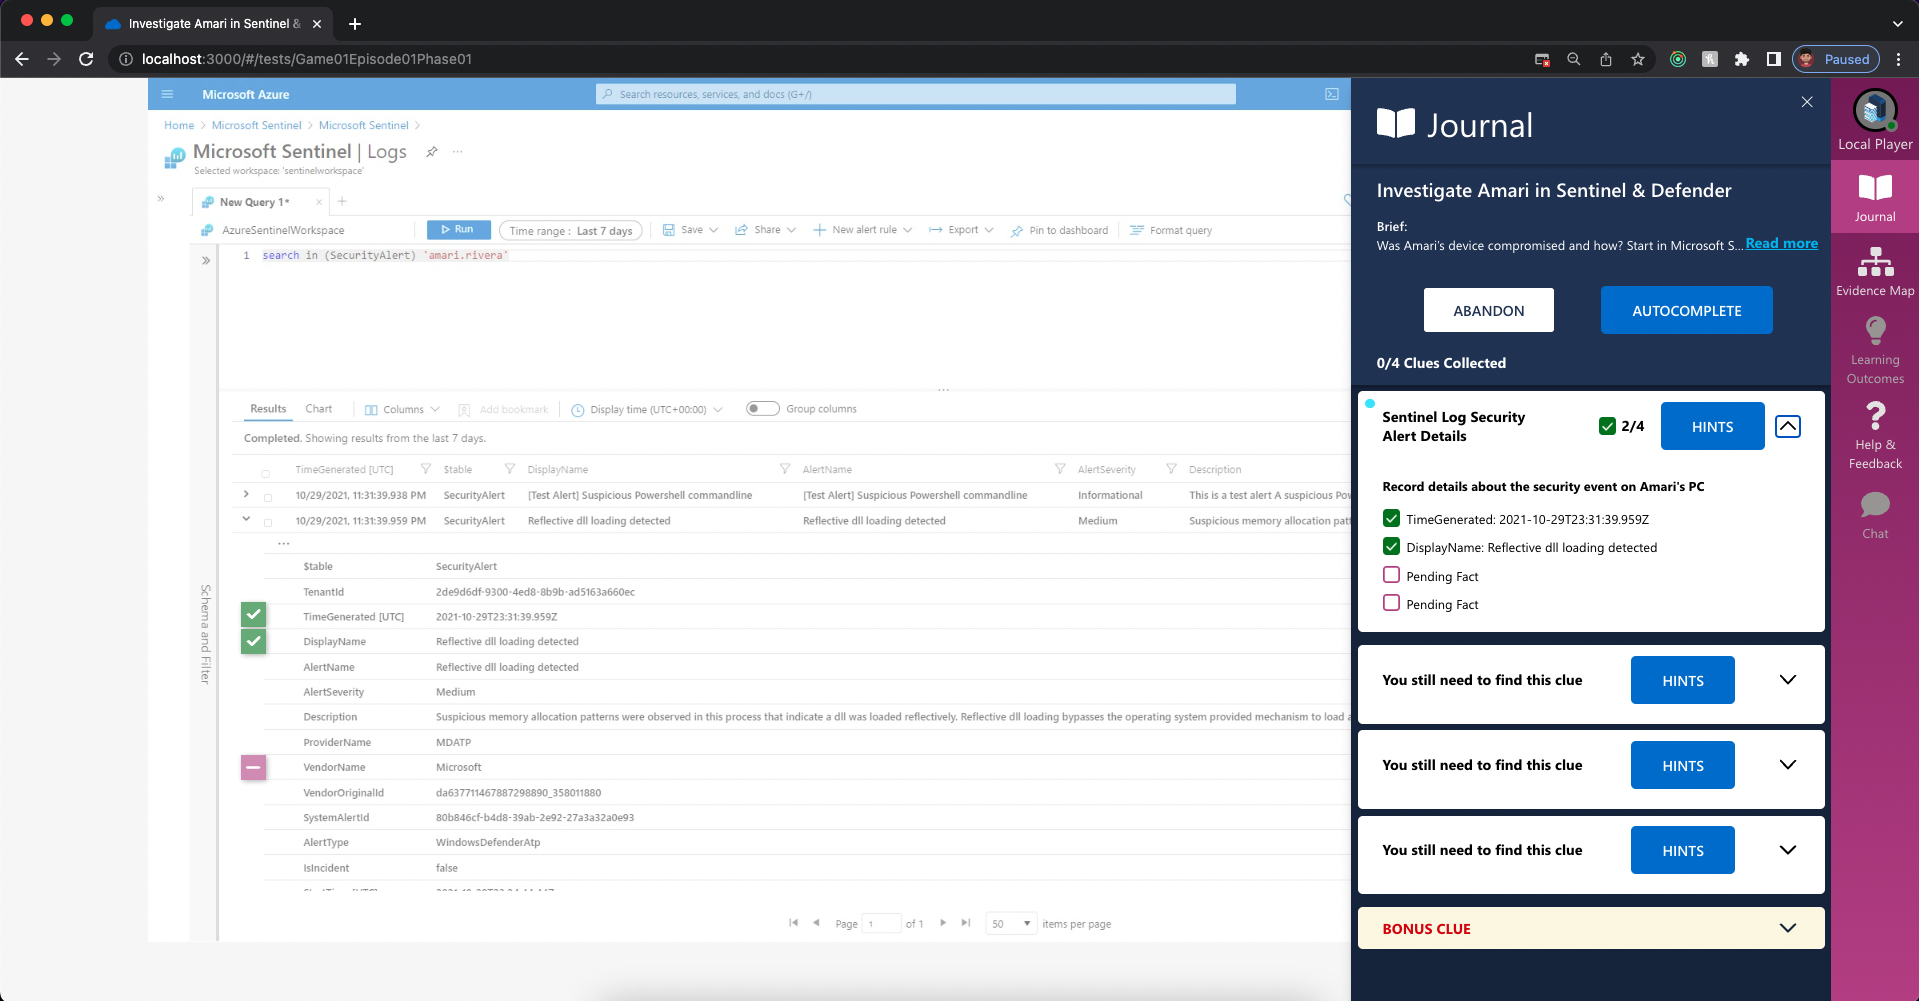 Investigate Amari in Sentinel &
localhost:3000/#/tests/Game01Episode01Phase01
Paused
Microsoft Azure
Search resources, services, and docs (G+/)
Home > Microsoft Sentinel > Microsoft Sentinel >
Microsoft Sentinel | Logs
Selected workspace: 'sentinelworkspace'
New Query 1*
AzureSentinelWorkspace
Run
Time range : Last 7 days
Save
Share
New alert rule
Export
Pin to dashboard
Format query
1 search in (SecurityAlert) 'amari.rivera'
Schema and Filter
Results Chart Columns Add bookmark Display time (UTC+00:00) Group columns
Completed. Showing results from the last 7 days.
TimeGenerated [UTC] $table DisplayName AlertName AlertSeverity Description
10/29/2021, 11:31:39.938 PM SecurityAlert [Test Alert] Suspicious Powershell commandline [Test Alert] Suspicious Powershell commandline Informational This is a test alert A suspicious Pow
10/29/2021, 11:31:39.959 PM SecurityAlert Reflective dll loading detected Reflective dll loading detected Medium Suspicious memory allocation patt
...
$table SecurityAlert
TenantId 2de9d6df-9300-4ed8-8b9b-ad5163a660ec
TimeGenerated [UTC] 2021-10-29T23:31:39.959Z
DisplayName Reflective dll loading detected
AlertName Reflective dll loading detected
AlertSeverity Medium
Description Suspicious memory allocation patterns were observed in this process that indicate a dll was loaded reflectively. Reflective dll loading bypasses the operating system provided mechanism to load a
ProviderName MDATP
VendorName Microsoft
VendorOriginalId da637711467887298890_358011880
SystemAlertId 80b846cf-b4d8-39ab-2e92-27a3a32a0e93
AlertType WindowsDefenderAtp
IsIncident false
Page 1 of 1 50 items per page
Journal
Investigate Amari in Sentinel & Defender
Brief:
Was Amari's device compromised and how? Start in Microsoft S... Read more
ABANDON
AUTOCOMPLETE
0/4 Clues Collected
Sentinel Log Security
Alert Details
2/4
HINTS
Record details about the security event on Amari's PC
TimeGenerated: 2021-10-29T23:31:39.959Z
DisplayName: Reflective dll loading detected
Pending Fact
Pending Fact
You still need to find this clue HINTS
You still need to find this clue HINTS
You still need to find this clue HINTS
BONUS CLUE
Local Player
Journal
Evidence Map
Learning
Outcomes
Help &
Feedback
Chat